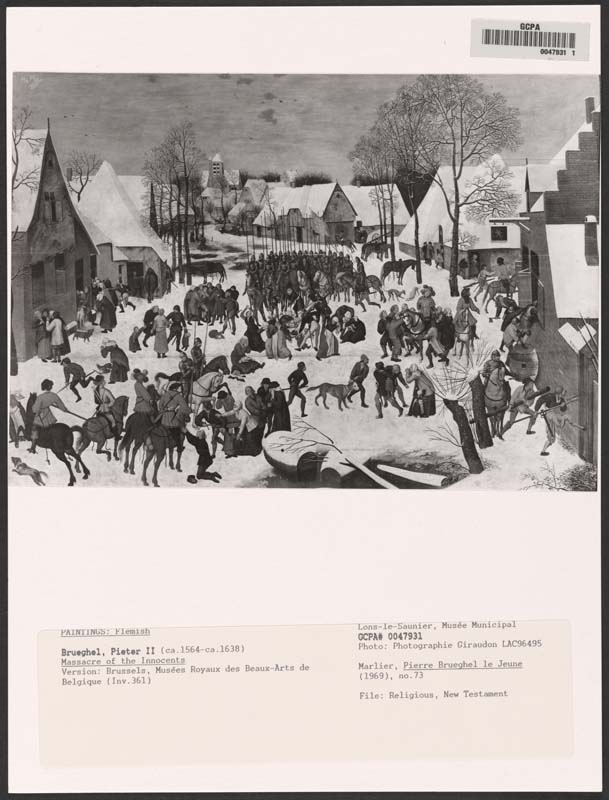 GCPA
0047931 1
PAINTINGS: Flemish
Brueghel, Pieter II (ca.1564-ca.1638)
Massacre of the Innocents
Version: Brussels, Musées Royaux des Beaux-Arts de
Belgique (Inv.361)
Lons-le-Saunier, Musée Municipal
GCPA# 0047931
Photo: Photographie Giraudon LAC96495
Marlier, Pierre Brueghel le Jeune
(1969), no.73
File: Religious, New Testament